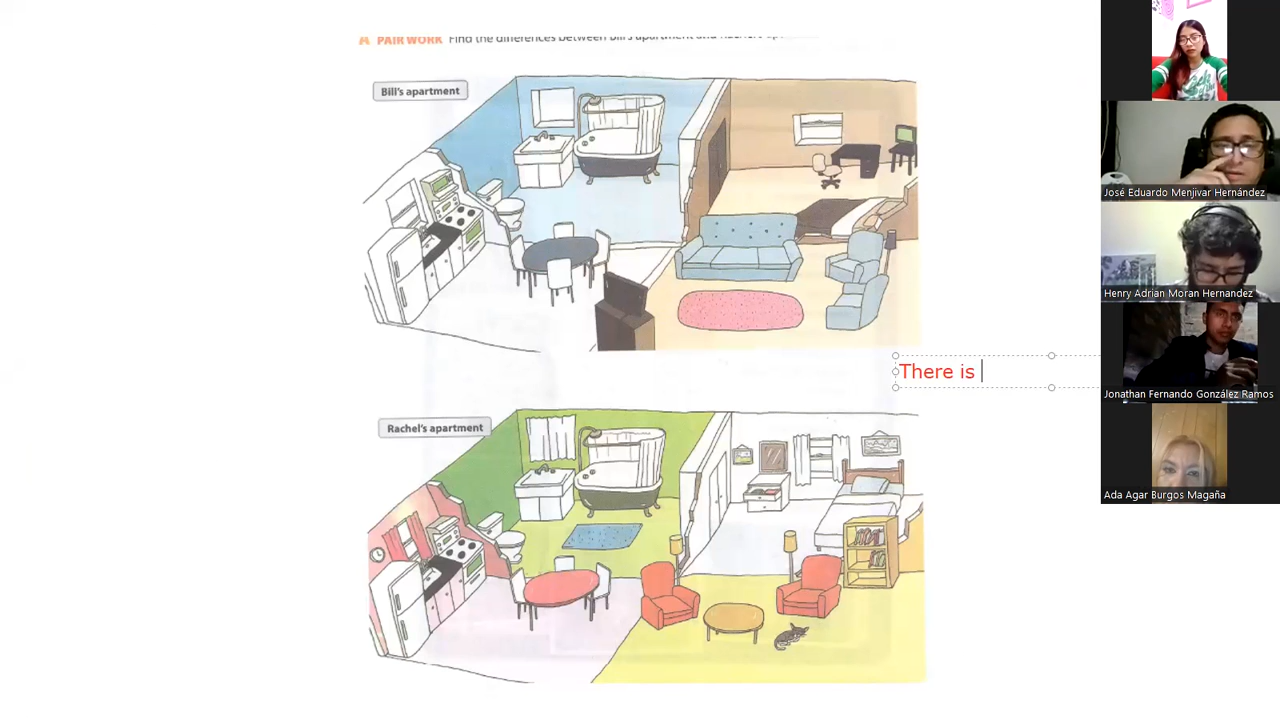 A PAIR WORK Find the differences between Bill's apartment and
Bill's apartment
There is
Rachel's apartment
José Eduardo Menjivar Hernández
Henry Adrian Moran Hernandez
Jonathan Fernando González Ramos
Ada Agar Burgos Magaña